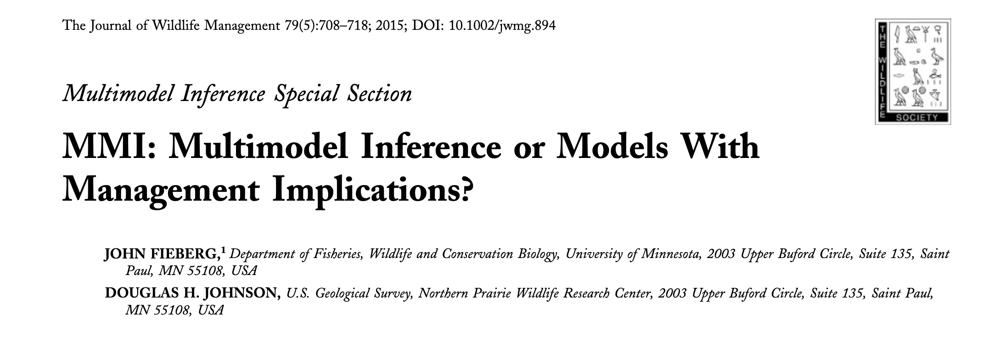 The Journal of Wildlife Management 79(5):708–718; 2015; DOI: 10.1002/jwmg.894
THE WILDLIFE
SOCIETY
Multimodel Inference Special Section
MMI: Multimodel Inference or Models With
Management Implications?
JOHN FIEBERG,¹ Department of Fisheries, Wildlife and Conservation Biology, University of Minnesota, 2003 Upper Buford Circle, Suite 135, Saint
Paul, MN 55108, USA
DOUGLAS H. JOHNSON, U.S. Geological Survey, Northern Prairie Wildlife Research Center, 2003 Upper Buford Circle, Suite 135, Saint Paul,
MN 55108, USA